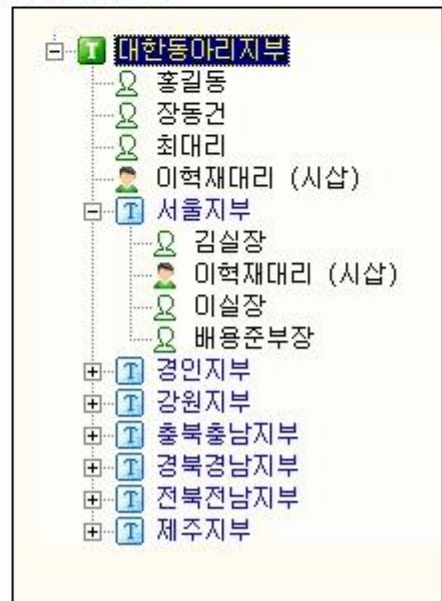 대한동아리지부
홍길동
장동건
최대리
이혁재대리 (시삽)
서울지부
김실장
이혁재대리 (시삽)
이실장
배용준부장
경인지부
강원지부
충북충남지부
경북경남지부
전북전남지부
제주지부